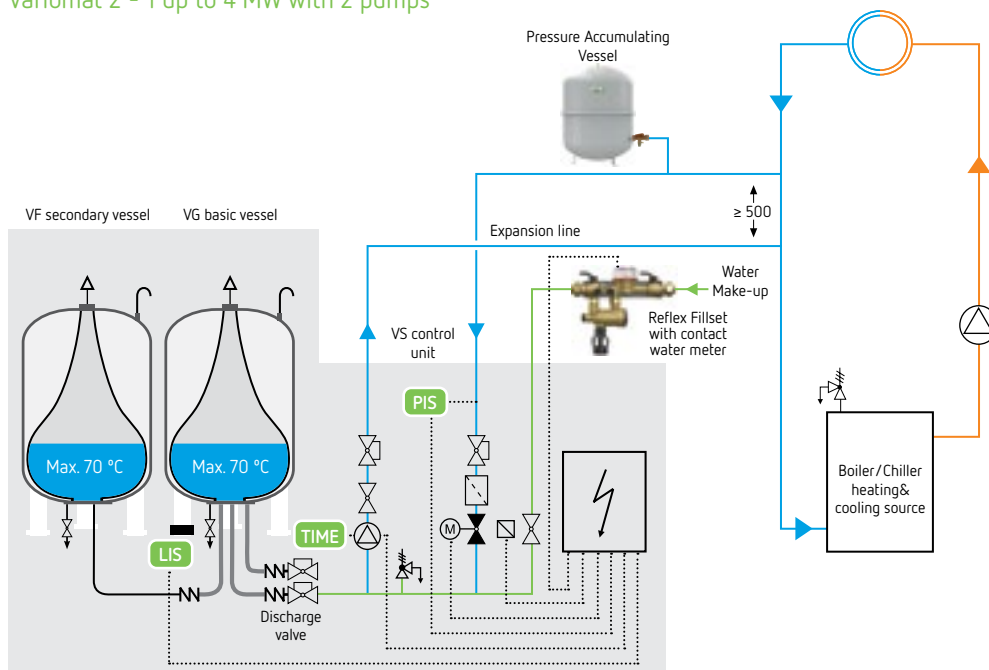 Variomat 2 - 1 up to 4 MW with 2 pumps
Pressure Accumulating
Vessel
VF secondary vessel
VG basic vessel
≥ 500
Expansion line
Water
Make-up
VS control
unit
Reflex Fillset
with contact
water meter
PIS
Max. 70 ºC
Max. 70 ºC
Boiler/Chiller
heating&
cooling source
M
TIME
LIS
Discharge
valve